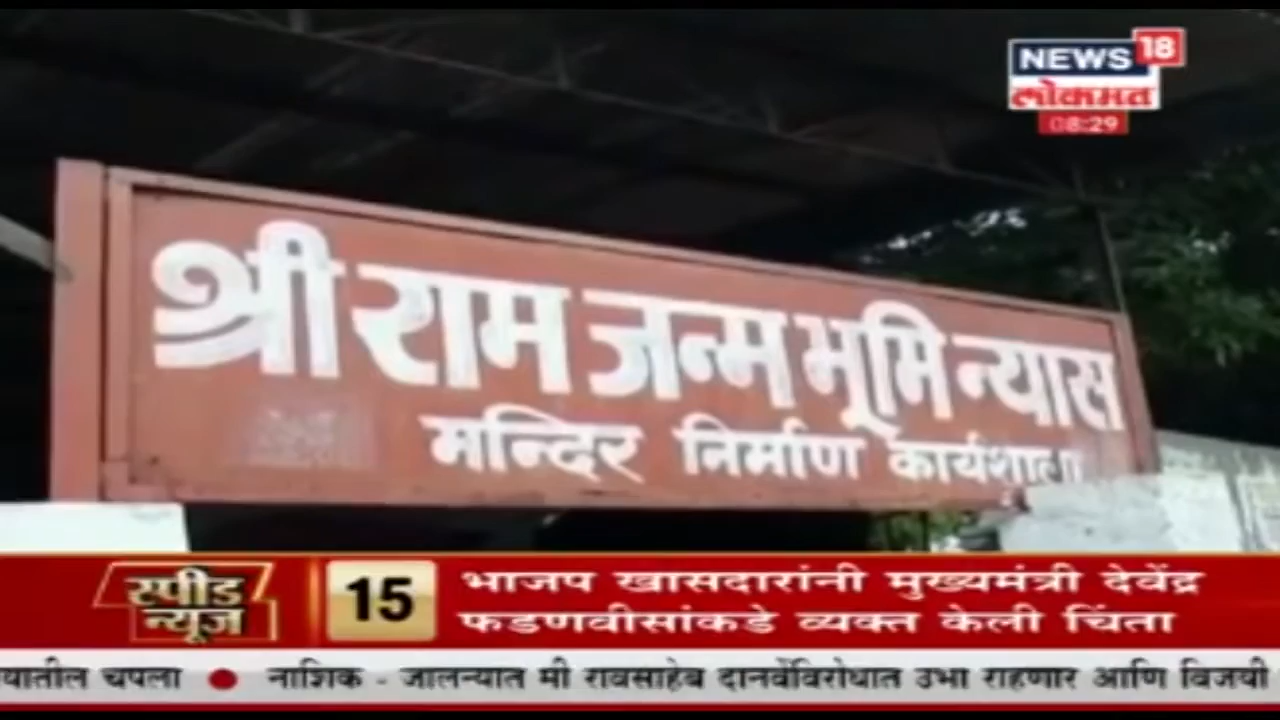 NEWS 18
लोकमत
08:29
श्री राम जन्म भूमि न्यास
मन्दिर निर्माण कार्यशाला
स्पीड न्यूज
15
भाजप खासदारांनी मुख्यमंत्री देवेंद्र
फडणवीसांकडे व्यक्त केली चिंता
यातील चपला ● नाशिक - जालन्यात मी रावसाहेब दानवेंविरोधात उभा राहणार आणि विजयी